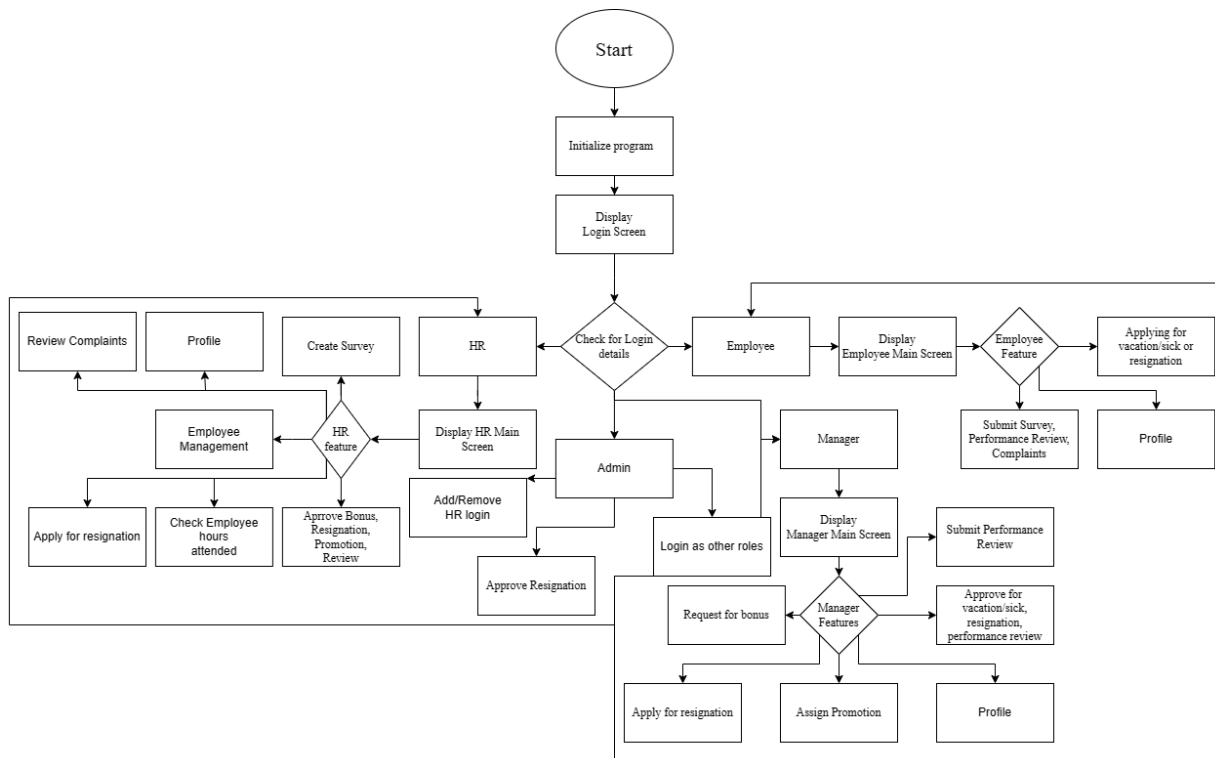 Start
Initialize program
Display
Login Screen
Review Complaints
Profile
Create Survey
HR
Check for Login
details
Employee
Display
Employee Main Screen
Employee
Feature
Applying for
vacation/sick or
resignation
Employee
Management
HR
feature
Display HR Main
Screen
Manager
Submit Survey,
Performance Review,
Complaints
Profile
Admin
Add/Remove
HR login
Apply for resignation
Check Employee
hours
attended
Aprrove Bonus,
Resignation,
Promotion,
Review
Login as other roles
Display
Manager Main Screen
Submit Performance
Review
Approve Resignation
Request for bonus
Manager
Features
Approve for
vacation/sick,
resignation,
performance review
Apply for resignation
Assign Promotion
Profile